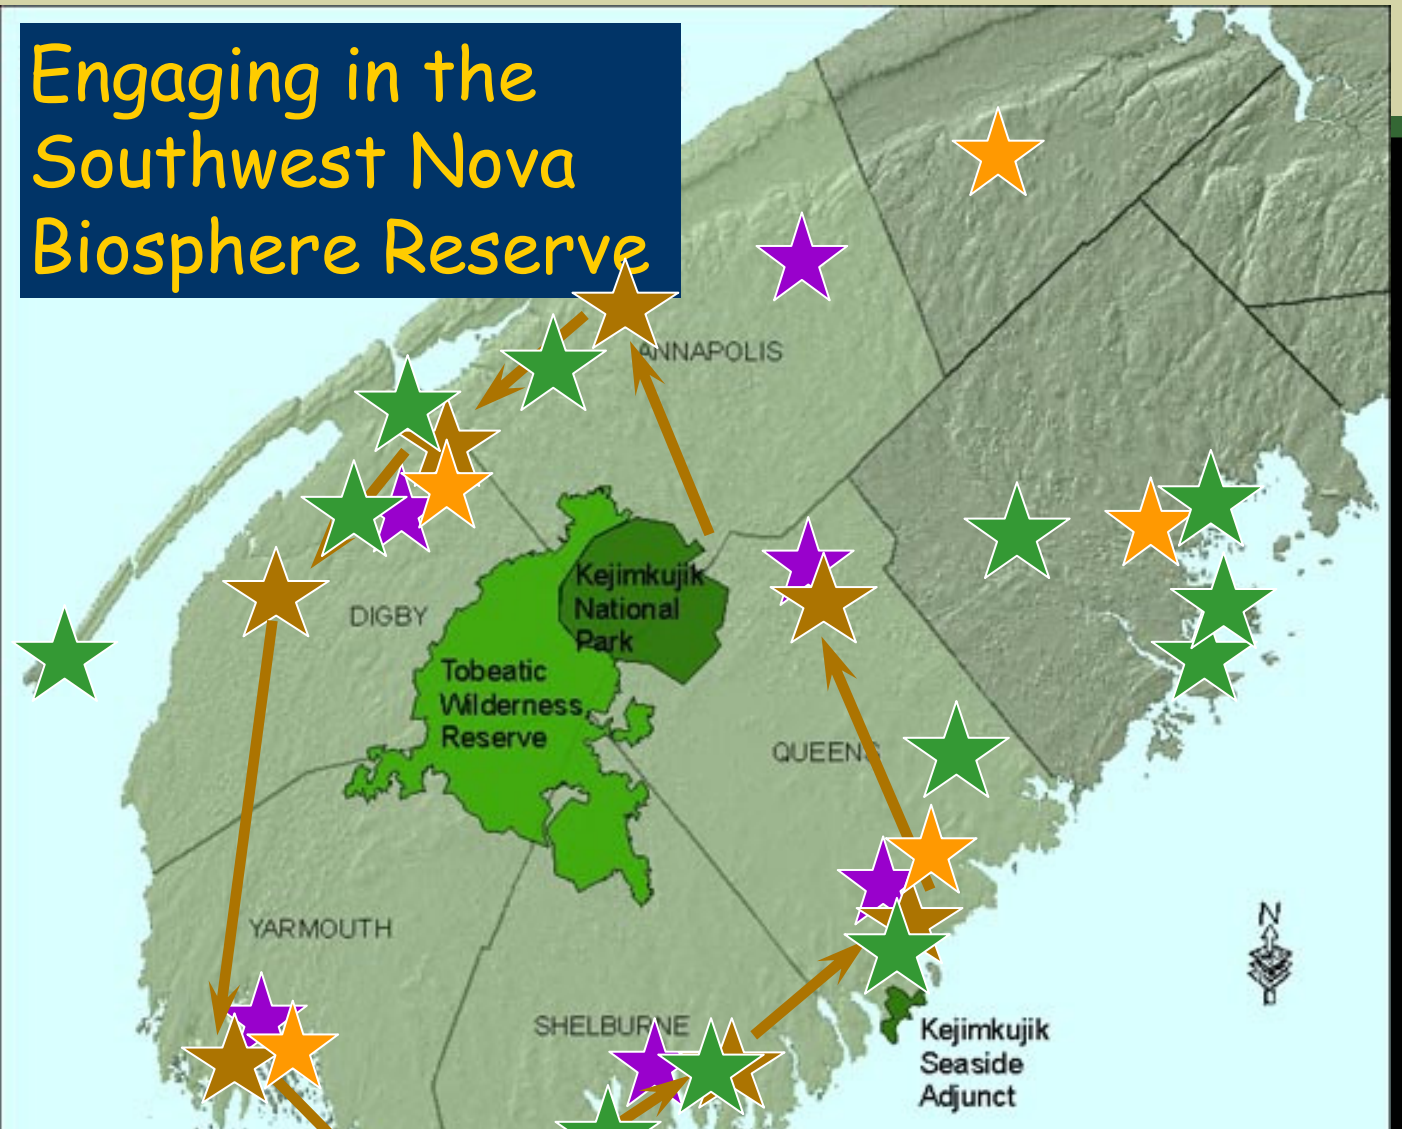 Engaging in the
Southwest Nova
Biosphere Reserve
ANNAPOLIS
Kejimkujik
National
Park
DIGBY
Tobeatic
Wilderness
Reserve
QUEENS
YARMOUTH
N
SHELBURNE
Kejimkujik
Seaside
Adjunct